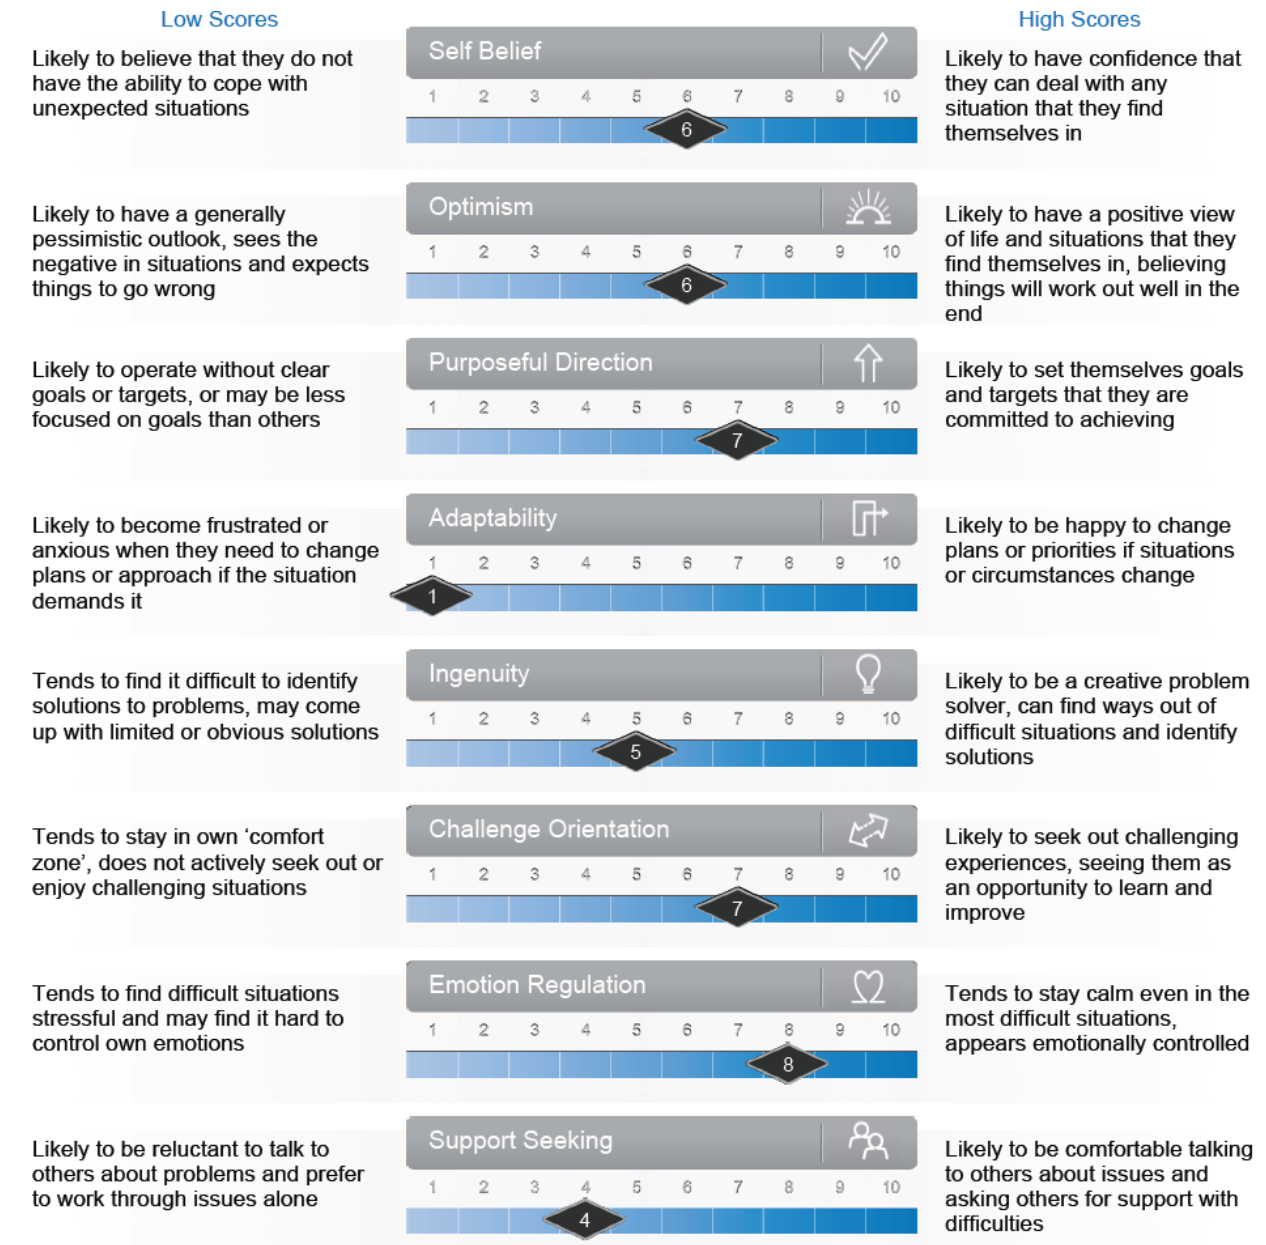 Low Scores
High Scores
Likely to believe that they do not
have the ability to cope with
unexpected situations
Self Belief
1 2 3 4 5 6 7 8 9 10
6
Likely to have confidence that
they can deal with any
situation that they find
themselves in
Likely to have a generally
pessimistic outlook, sees the
negative in situations and expects
things to go wrong
Optimism
1 2 3 4 5 6 7 8 9 10
6
Likely to have a positive view
of life and situations that they
find themselves in, believing
things will work out well in the
end
Likely to operate without clear
goals or targets, or may be less
focused on goals than others
Purposeful Direction
1 2 3 4 5 6 7 8 9 10
7
Likely to set themselves goals
and targets that they are
committed to achieving
Likely to become frustrated or
anxious when they need to change
plans or approach if the situation
demands it
Adaptability
1 2 3 4 5 6 7 8 9 10
1
Likely to be happy to change
plans or priorities if situations
or circumstances change
Tends to find it difficult to identify
solutions to problems, may come
up with limited or obvious solutions
Ingenuity
1 2 3 4 5 6 7 8 9 10
5
Likely to be a creative problem
solver, can find ways out of
difficult situations and identify
solutions
Tends to stay in own ‘comfort
zone’, does not actively seek out or
enjoy challenging situations
Challenge Orientation
1 2 3 4 5 6 7 8 9 10
7
Likely to seek out challenging
experiences, seeing them as
an opportunity to learn and
improve
Tends to find difficult situations
stressful and may find it hard to
control own emotions
Emotion Regulation
1 2 3 4 5 6 7 8 9 10
8
Tends to stay calm even in the
most difficult situations,
appears emotionally controlled
Likely to be reluctant to talk to
others about problems and prefer
to work through issues alone
Support Seeking
1 2 3 4 5 6 7 8 9 10
4
Likely to be comfortable talking
to others about issues and
asking others for support with
difficulties